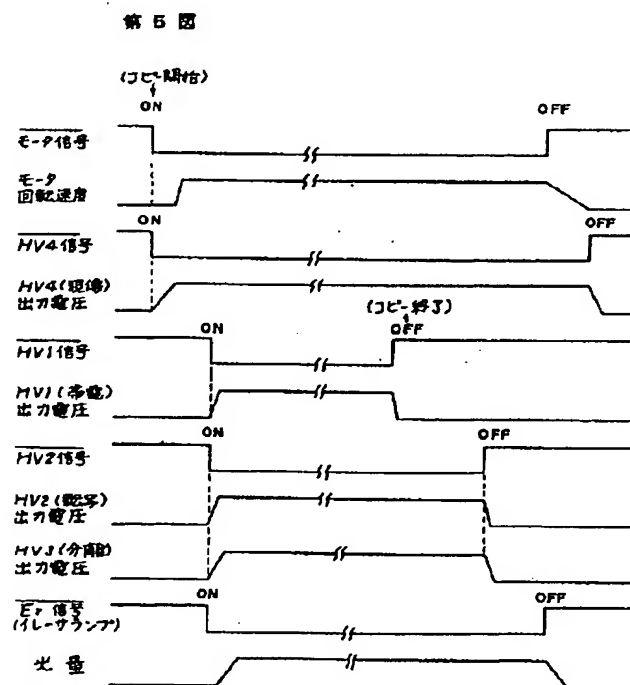 第 5 図
(コピー開始)
ON
OFF
モータ信号
モータ
回転速度
ON
OFF
HV4信号
HV4(現像)
出力電圧
(コピー終了)
ON
OFF
HV1信号
HV1(帯電)
出力電圧
ON
OFF
HV2信号
HV2(転写)
出力電圧
HV3(分離)
出力電圧
ON
OFF
Er信号
(イレーサランプ)
光量